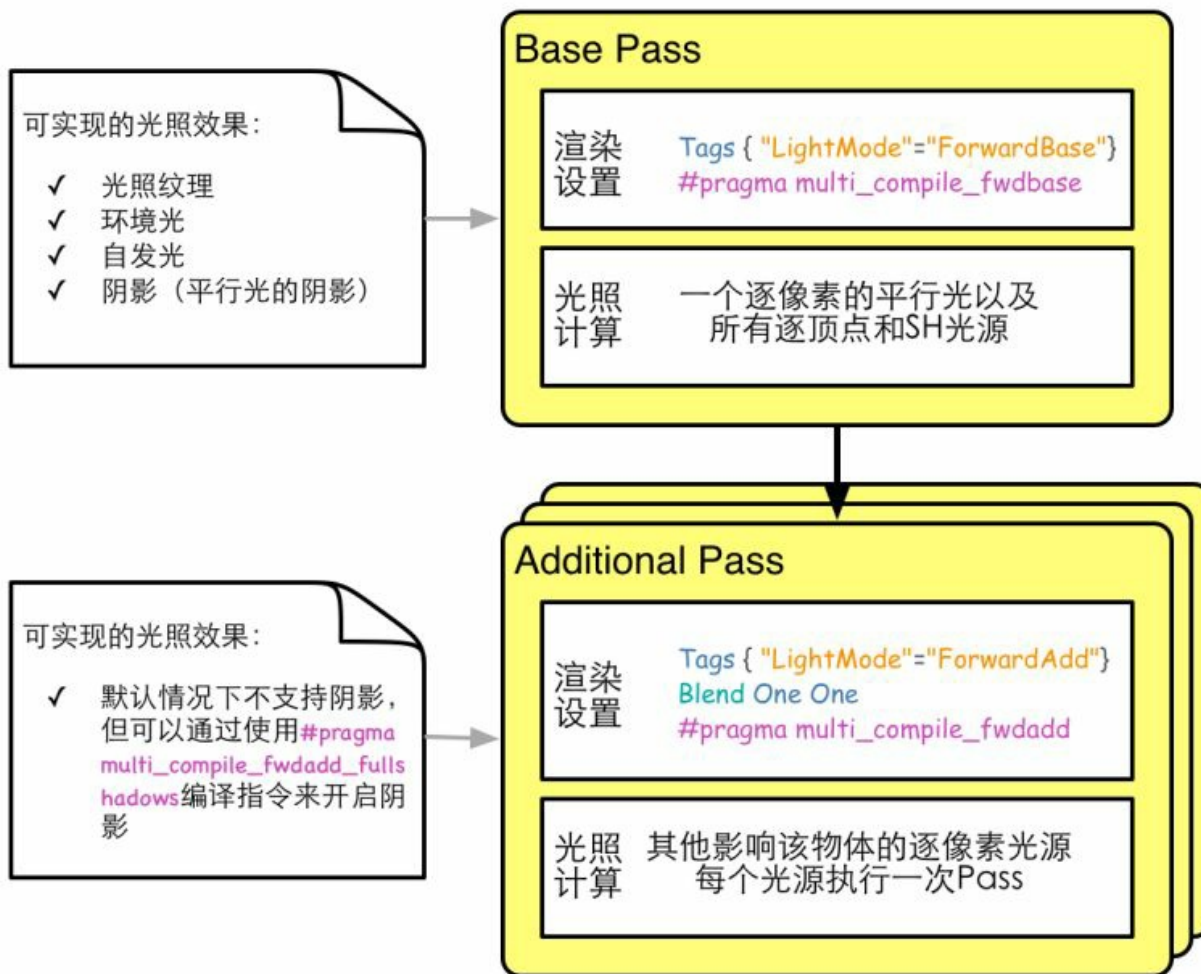 Base Pass
可实现的光照效果：
✓ 光照纹理
✓ 环境光
✓ 自发光
✓ 阴影（平行光的阴影）
渲染
设置
Tags { "LightMode"="ForwardBase"}
#pragma multi_compile_fwdbase
光照
计算
一个逐像素的平行光以及
所有逐顶点和SH光源
Additional Pass
可实现的光照效果：
✓ 默认情况下不支持阴影，
但可以通过使用#pragma
multi_compile_fwdadd_fulls
hadows编译指令来开启阴
影
渲染
设置
Tags { "LightMode"="ForwardAdd"}
Blend One One
#pragma multi_compile_fwdadd
光照
计算
其他影响该物体的逐像素光源
每个光源执行一次Pass